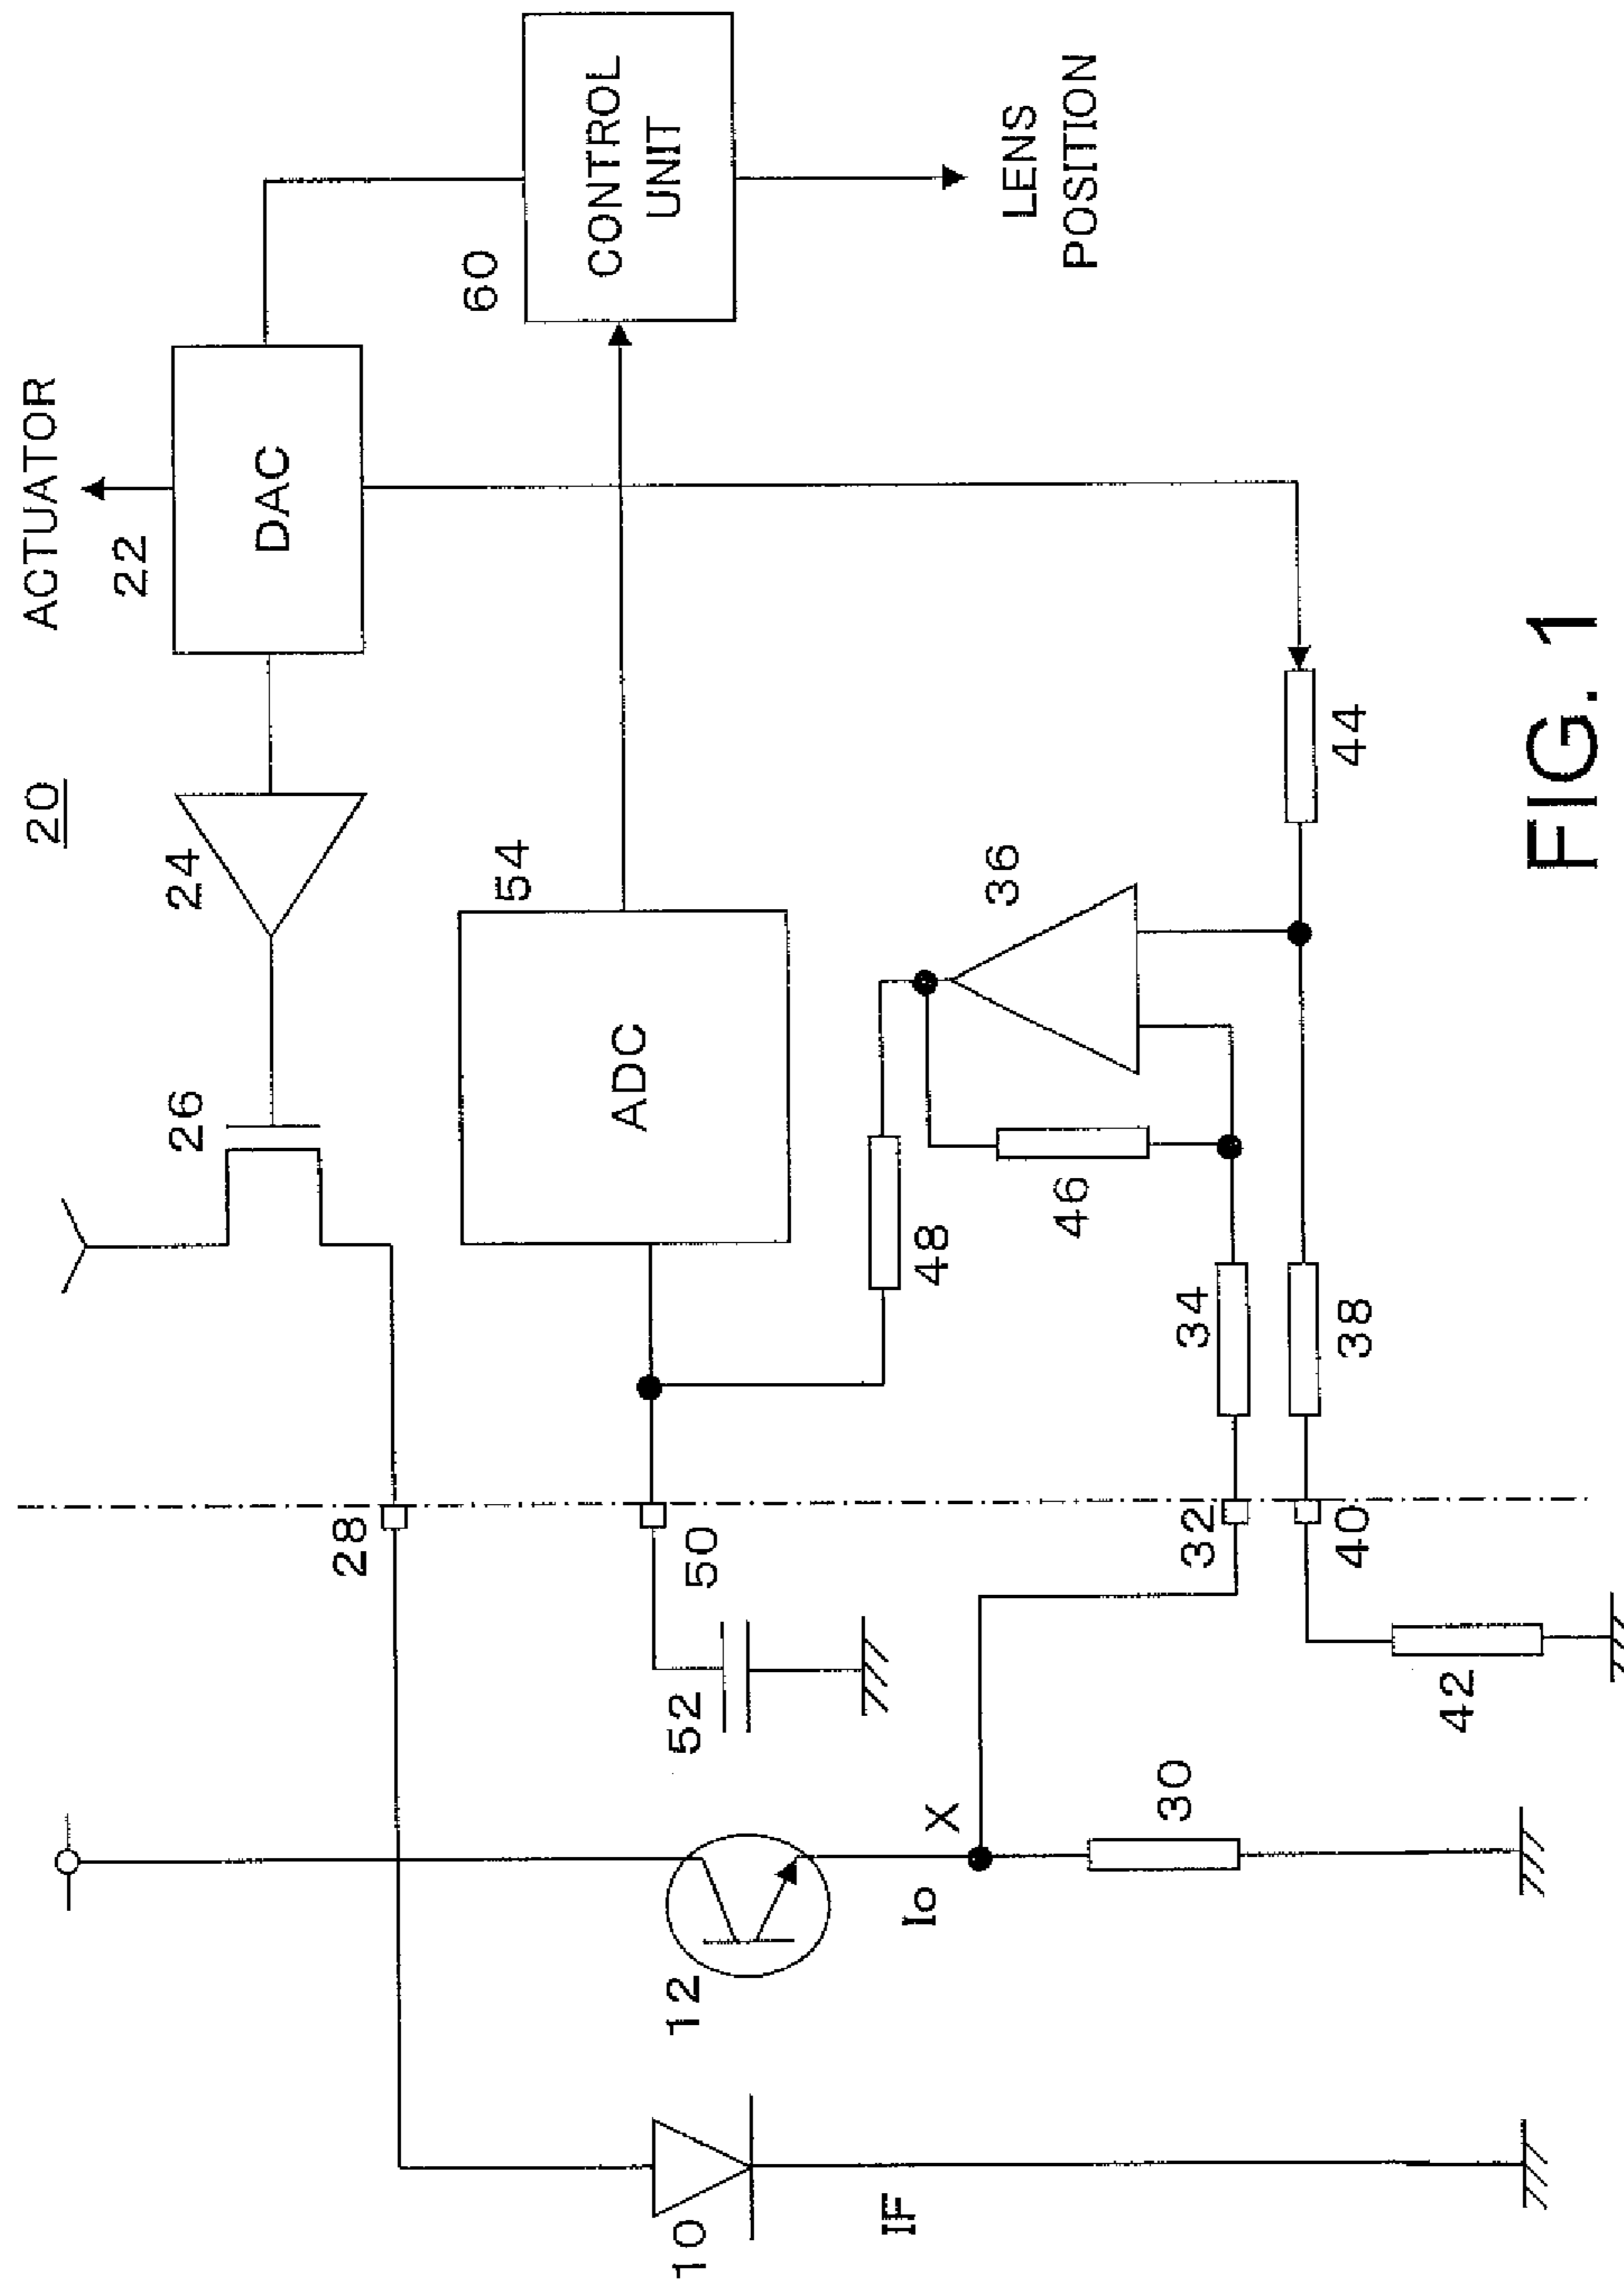 ACTUATOR
20
22
DAC
24
26
28
60
CONTROL
UNIT
LENS
POSITION
54
ADC
50
52
48
36
46
34
32
44
38
40
42
12
X
Io
30
10
IF
FIG. 1